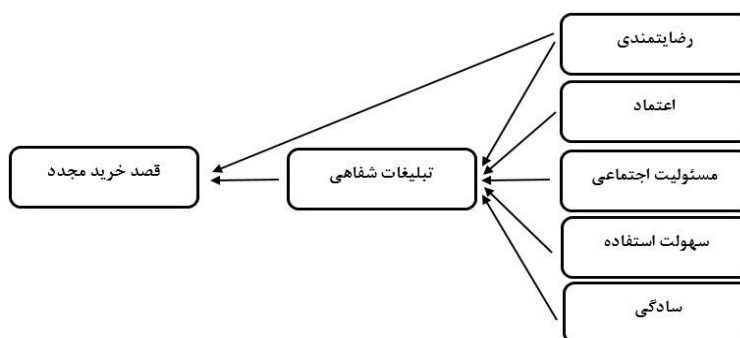 رضایتمندی
اعتماد
مسئولیت اجتماعی
سهولت استفاده
سادگی
تبلیغات شفاهی
قصد خرید مجدد